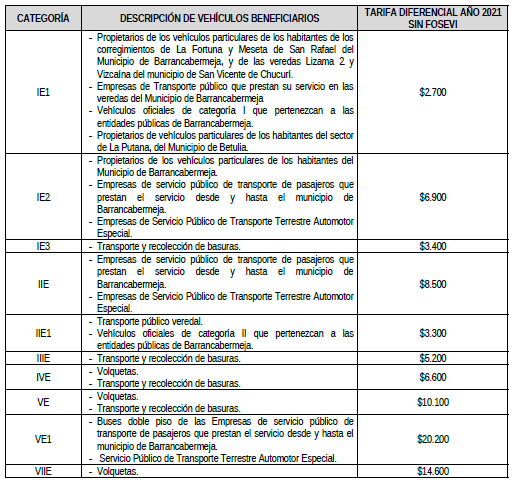 CATEGORÍA
DESCRIPCIÓN DE VEHÍCULOS BENEFICIARIOS
TARIFA DIFERENCIAL AÑO 2021
SIN FOSEVI
IE1
- Propietarios de los vehículos particulares de los habitantes de los
corregimientos de La Fortuna y Meseta de San Rafael del
Municipio de Barrancabermeja, y de las veredas Lizama 2 y
Vizcaína del municipio de San Vicente de Chucurí.
- Empresas de Transporte público que prestan su servicio en las
veredas del Municipio de Barrancabermeja
- Vehículos oficiales de categoría I que pertenezcan a las
entidades públicas de Barrancabermeja.
- Propietarios de vehículos particulares de los habitantes del sector
de La Putana, del Municipio de Betulia.
$2.700
IE2
- Propietarios de los vehículos particulares de los habitantes del
Municipio de Barrancabermeja.
- Empresas de servicio público de transporte de pasajeros que
prestan el servicio desde y hasta el municipio de
Barrancabermeja.
- Empresas de Servicio Público de Transporte Terrestre Automotor
Especial.
$6.900
IE3
- Transporte y recolección de basuras.
$3.400
IIE
- Empresas de servicio público de transporte de pasajeros que
prestan el servicio desde y hasta el municipio de
Barrancabermeja.
- Empresas de Servicio Público de Transporte Terrestre Automotor
Especial.
$8.500
IIE1
- Transporte público veredal.
- Vehículos oficiales de categoría II que pertenezcan a las
entidades públicas de Barrancabermeja.
$3.300
IIIE
- Transporte y recolección de basuras.
$5.200
IVE
- Volquetas.
- Transporte y recolección de basuras.
$6.600
VE
- Volquetas.
- Transporte y recolección de basuras.
$10.100
VE1
- Buses doble piso de las Empresas de servicio público de
transporte de pasajeros que prestan el servicio desde y hasta el
municipio de Barrancabermeja.
- Servicio Público de Transporte Terrestre Automotor Especial.
$20.200
VIIE
- Volquetas.
$14.600